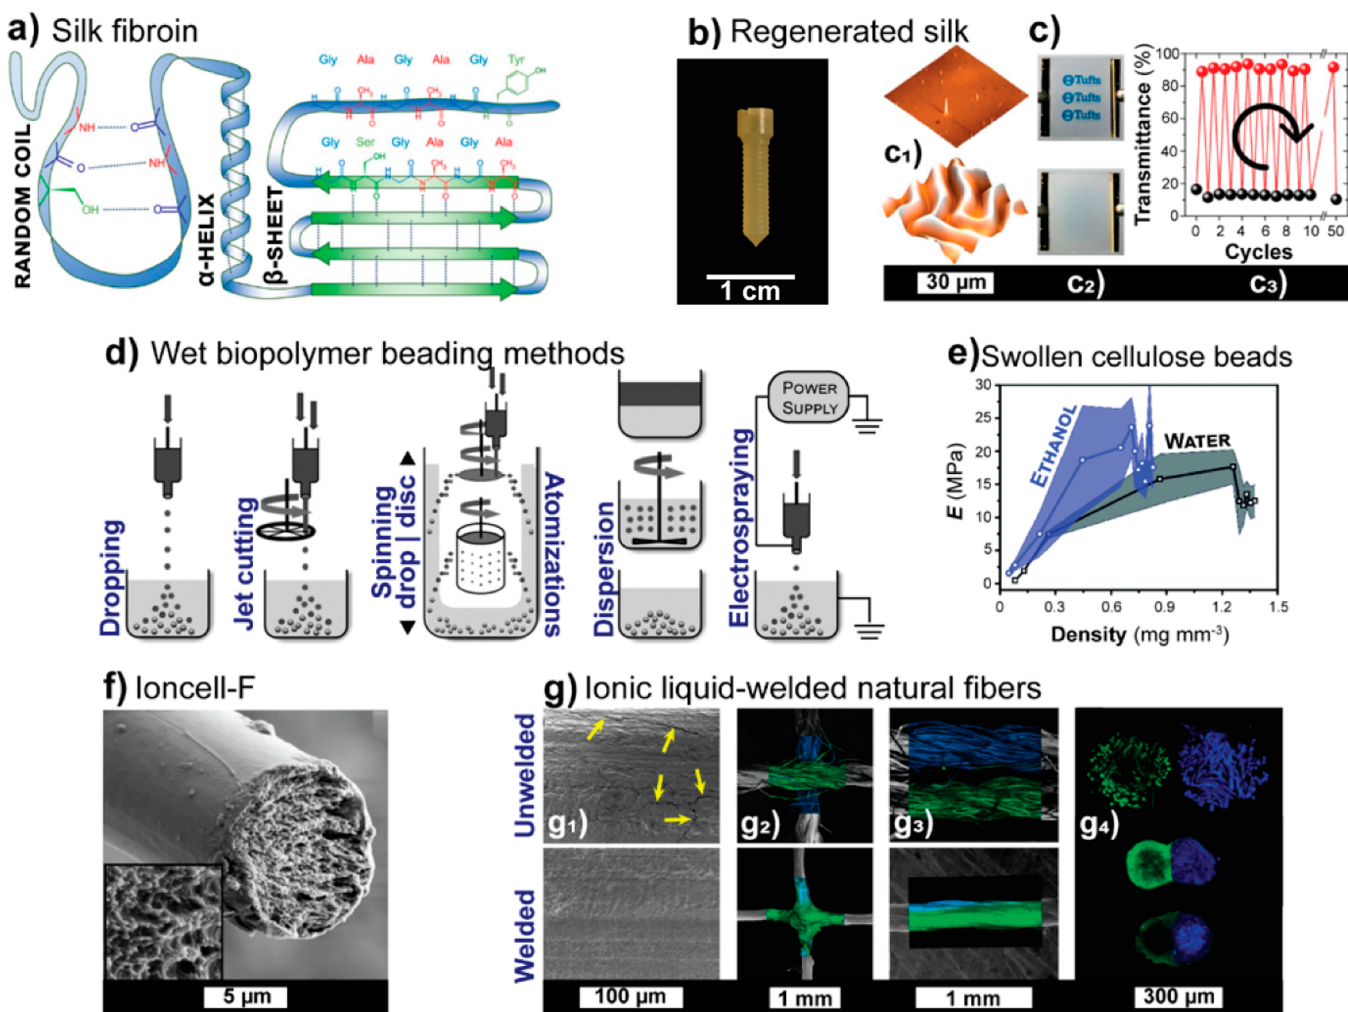 a) Silk fibroin
RANDOM COIL
NH
O
O
NH
OH
O
α-HELIX
β-SHEET
Gly Ala Gly Ala Gly Tyr
Gly Ser Gly Ala Gly Ala
b) Regenerated silk
1 cm
c)
c1)
30 μm
Tufts
Tufts
Tufts
c2)
Transmittance (%)
100
80
60
40
20
0
0 2 4 6 8 10 50
Cycles
c3)
d) Wet biopolymer beading methods
Dropping
Jet cutting
Spinning
drop | disc
Atomizations
Dispersion
Electrospraying
POWER
SUPPLY
e) Swollen cellulose beads
E (MPa)
30
25
20
15
10
5
0
ETHANOL
WATER
0.0 0.3 0.6 0.9 1.2 1.5
Density (mg mm-3)
f) Ioncell-F
5 μm
g) Ionic liquid-welded natural fibers
Unwelded
Welded
g1)
g2)
g3)
g4)
100 μm
1 mm
1 mm
300 μm